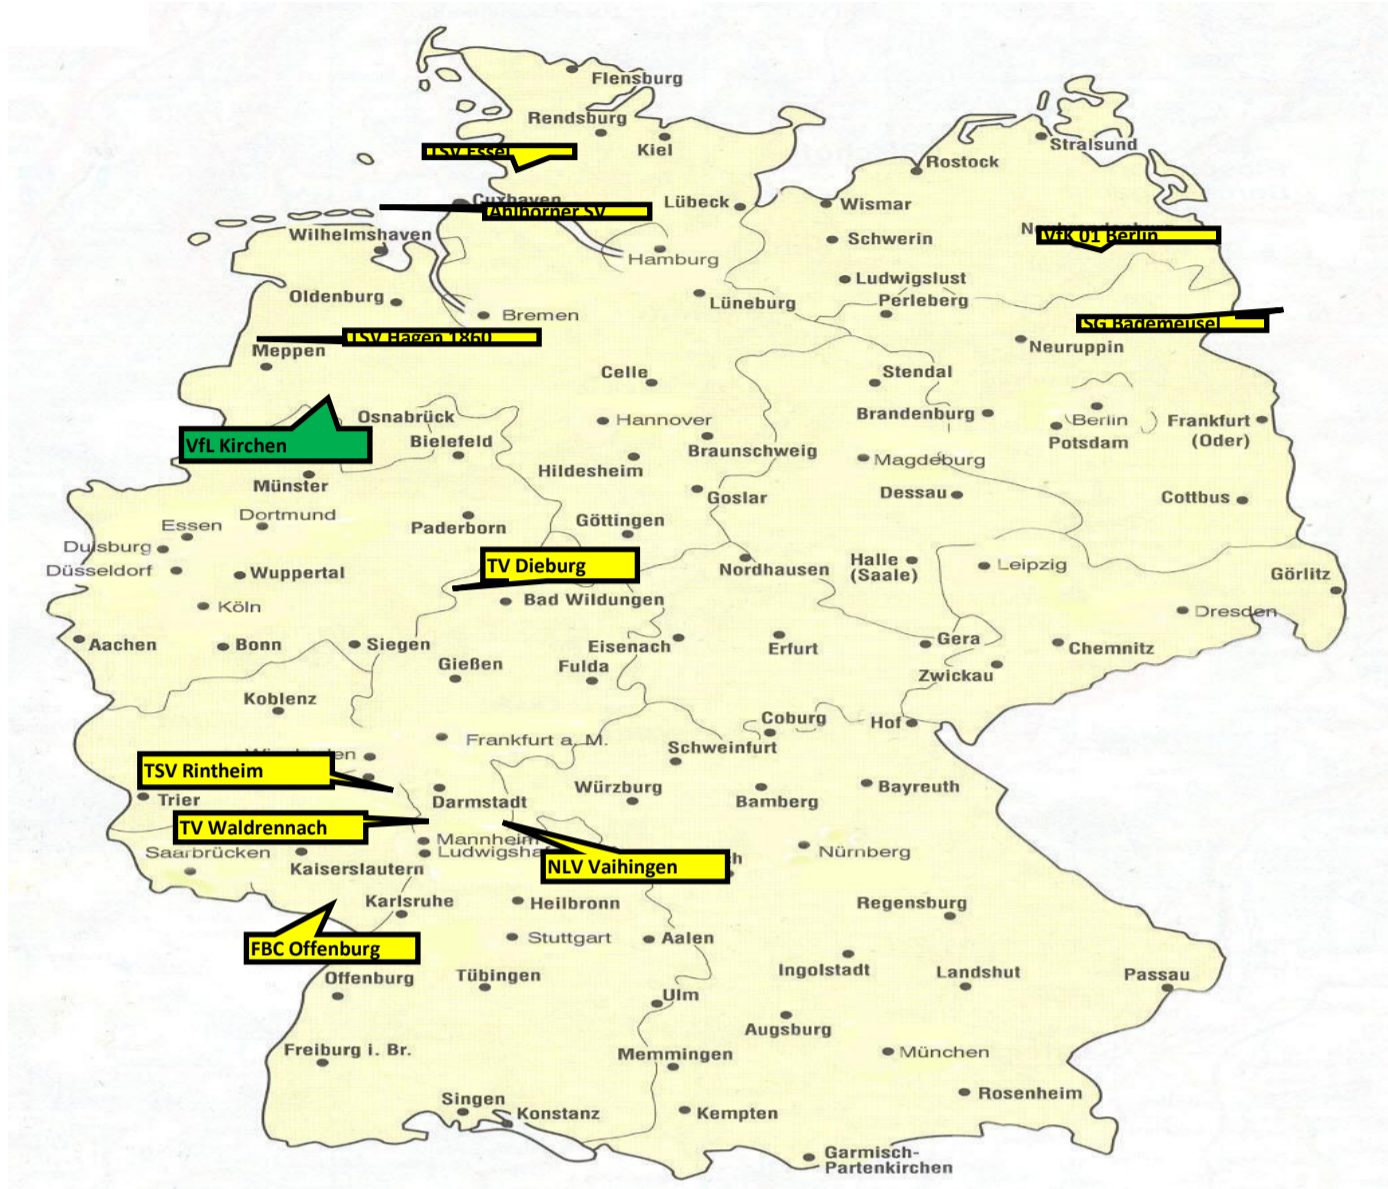 Flensburg
Rendsburg
Kiel
Stralsund
TSV Essel
Rostock
Cuxhaven
Lübeck
Wismar
Ahlhorner SV
Wilhelmshaven
Schwerin
VfK 01 Berlin
Hamburg
Ludwigslust
Oldenburg
Lüneburg
Perleberg
Bremen
SG Bademeusel
TSV Hagen 1860
Meppen
Neuruppin
Celle
Stendal
Osnabrück
Hannover
Brandenburg
Berlin
Frankfurt
(Oder)
VfL Kirchen
Bielefeld
Braunschweig
Potsdam
Hildesheim
Magdeburg
Münster
Goslar
Dessau
Cottbus
Dortmund
Essen
Paderborn
Göttingen
Duisburg
Düsseldorf
Wuppertal
TV Dieburg
Nordhausen
Halle
(Saale)
Leipzig
Görlitz
Köln
Bad Wildungen
Dresden
Aachen
Bonn
Siegen
Eisenach
Erfurt
Gera
Chemnitz
Gießen
Fulda
Zwickau
Koblenz
Coburg
Hof
Frankfurt a. M.
Schweinfurt
TSV Rintheim
Trier
Darmstadt
Würzburg
Bamberg
Bayreuth
TV Waldrennach
Mannheim
Saarbrücken
Nürnberg
Kaiserslautern
NLV Vaihingen
Karlsruhe
Heilbronn
Regensburg
FBC Offenburg
Stuttgart
Aalen
Offenburg
Tübingen
Ingolstadt
Landshut
Passau
Ulm
Augsburg
Freiburg i. Br.
Memmingen
München
Singen
Konstanz
Kempten
Rosenheim
Garmisch-
Partenkirchen